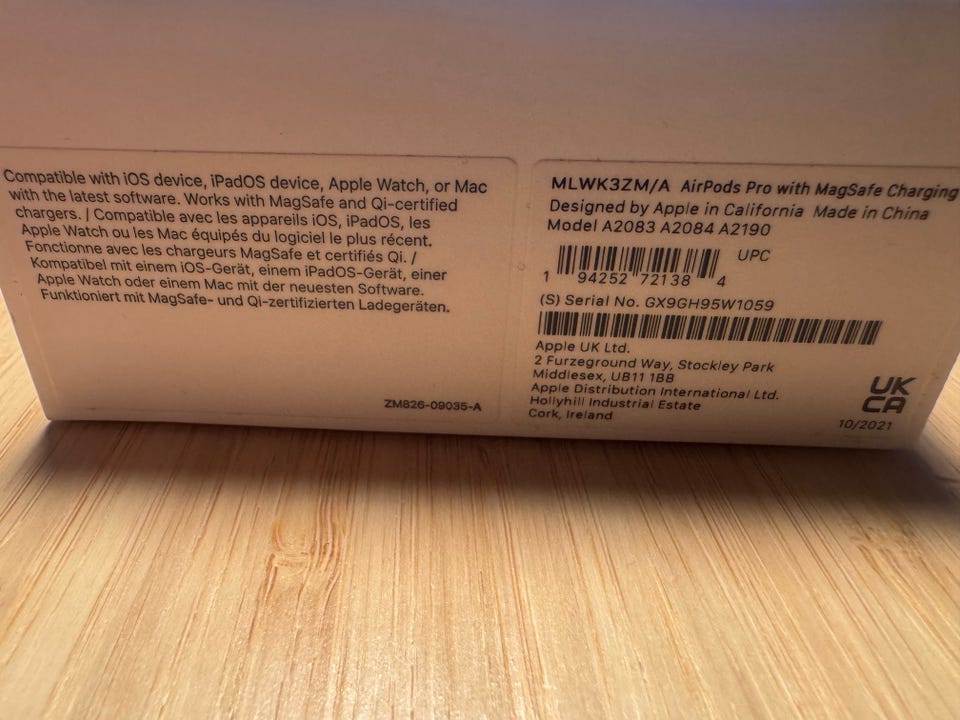 Compatible with iOS device, iPadOS device, Apple Watch, or Mac
with the latest software. Works with MagSafe and Qi-certified
chargers. / Compatible avec les appareils iOS, iPadOS, les
Apple Watch ou les Mac équipés du logiciel le plus récent.
Fonctionne avec les chargeurs MagSafe et certifiés Qi. /
Kompatibel mit einem iOS-Gerät, einem iPadOS-Gerät, einer
Apple Watch oder einem Mac mit der neuesten Software.
Funktioniert mit MagSafe- und Qi-zertifizierten Ladegeräten.
ZM826-09035-A
MLWK3ZM/A AirPods Pro with MagSafe Charging
Designed by Apple in California Made in China
Model A2083 A2084 A2190
UPC
1 94252 72138 4
(S) Serial No. GX9GH95W1059
Apple UK Ltd.
2 Furzeground Way, Stockley Park
Middlesex, UB11 1BB
Apple Distribution International Ltd.
Hollyhill Industrial Estate
Cork, Ireland
UK
CA
10/2021